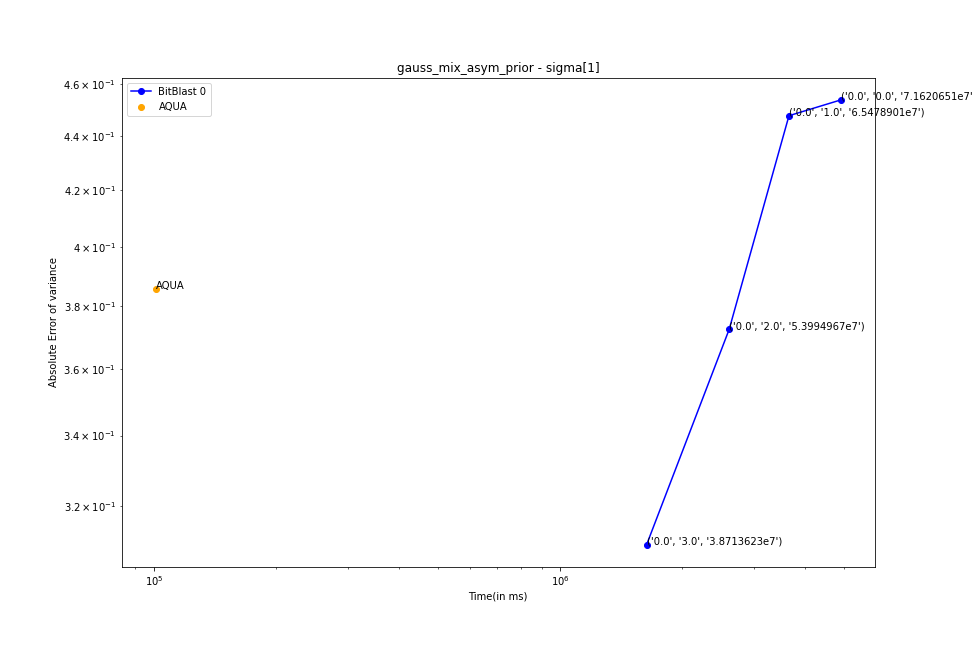 gauss_mix_asym_prior - sigma[1]
BitBlast 0
AQUA
4.6 × 10⁻¹
4.4 × 10⁻¹
4.2 × 10⁻¹
4 × 10⁻¹
3.8 × 10⁻¹
3.6 × 10⁻¹
3.4 × 10⁻¹
3.2 × 10⁻¹
Absolute Error of variance
('0.0', '0.0', '7.1620651e7'
('0.0', '1.0', '6.5478901e7')
AQUA
('0.0', '2.0', '5.3994967e7')
('0.0', '3.0', '3.8713623e7')
10⁵
10⁶
Time(in ms)